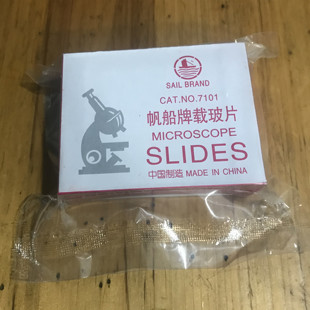 SAIL BRAND
CAT.NO.7101
帆船牌载玻片
MICROSCOPE
SLIDES
中国制造 MADE IN CHINA